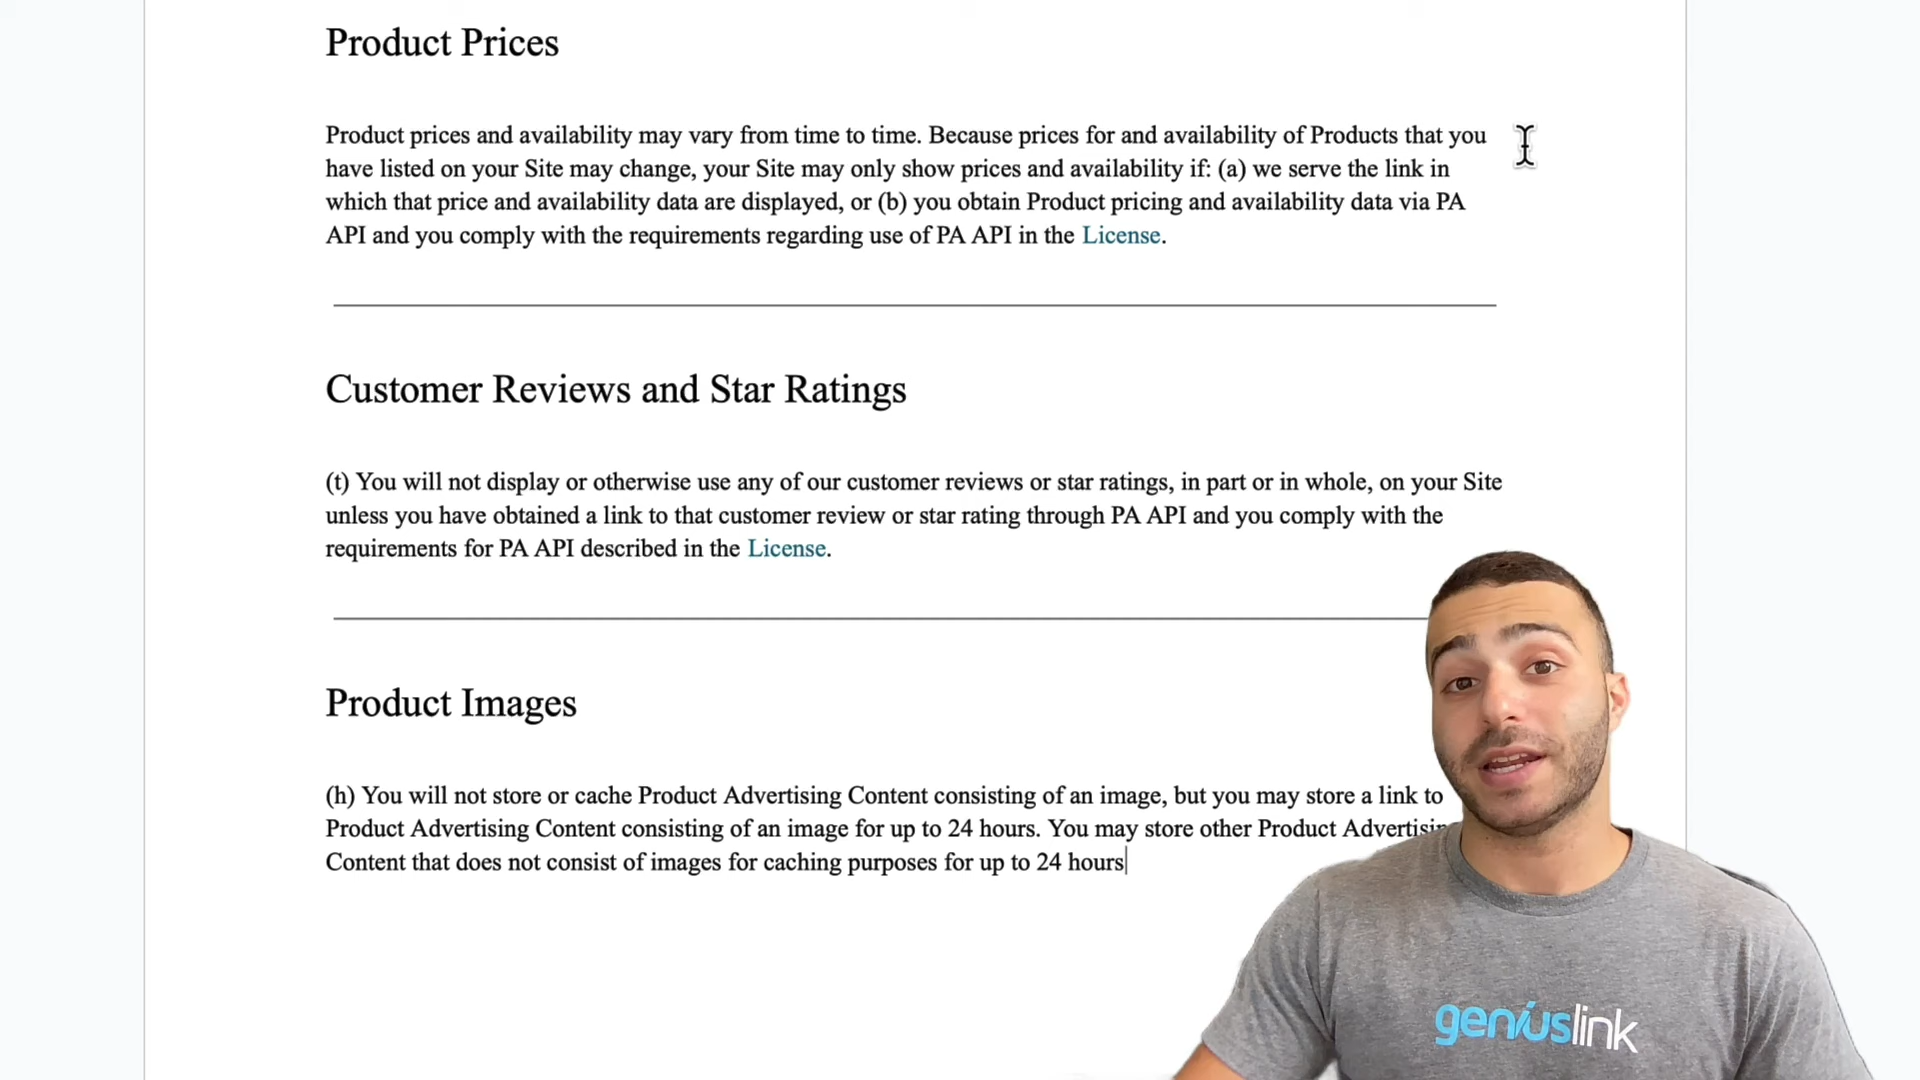 Product Prices
Product prices and availability may vary from time to time. Because prices for and availability of Products that you
have listed on your Site may change, your Site may only show prices and availability if: (a) we serve the link in
which that price and availability data are displayed, or (b) you obtain Product pricing and availability data via PA
API and you comply with the requirements regarding use of PA API in the License.
Customer Reviews and Star Ratings
(t) You will not display or otherwise use any of our customer reviews or star ratings, in part or in whole, on your Site
unless you have obtained a link to that customer review or star rating through PA API and you comply with the
requirements for PA API described in the License.
Product Images
(h) You will not store or cache Product Advertising Content consisting of an image, but you may store a link to
Product Advertising Content consisting of an image for up to 24 hours. You may store other Product
Content that does not consist of images for caching purposes for up to 24 hours
geniuslink